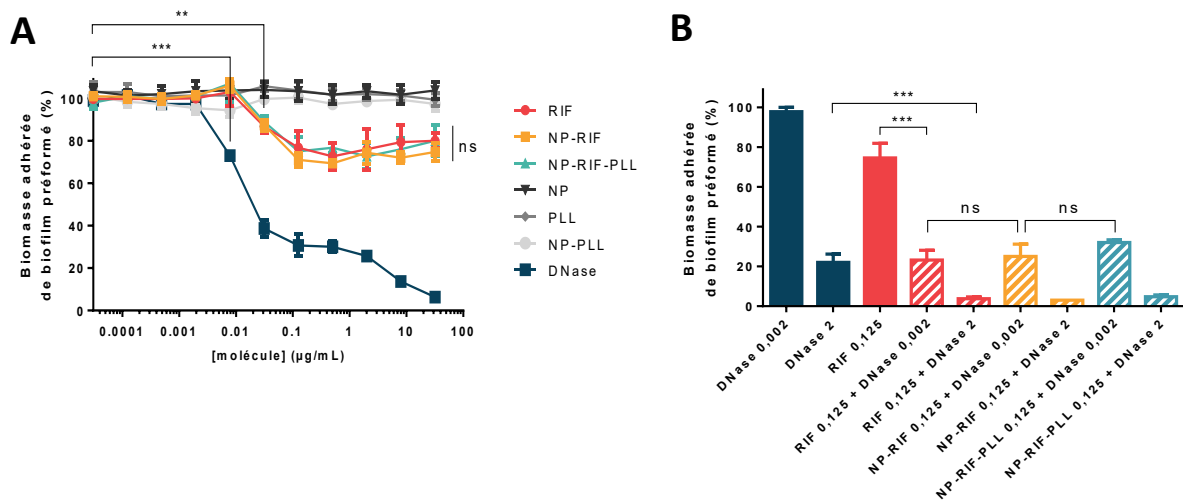 A
**
***
120
100
80
60
40
20
0
Biomasse adhérée
de biofilm préformé (%)
0.0001
0.001
0.01
0.1
1
10
100
[molécule] (µg/mL)
ns
RIF
NP-RIF
NP-RIF-PLL
NP
PLL
NP-PLL
DNase
B
120
100
80
60
40
20
0
Biomasse adhérée
de biofilm préformé (%)
***
***
ns
ns
DNase 0,002
DNase 2
RIF 0,125
RIF 0,125 + DNase 0,002
RIF 0,125 + DNase 2
NP-RIF 0,125 + DNase 0,002
NP-RIF 0,125 + DNase 2
NP-RIF-PLL 0,125 + DNase 0,002
NP-RIF-PLL 0,125 + DNase 2